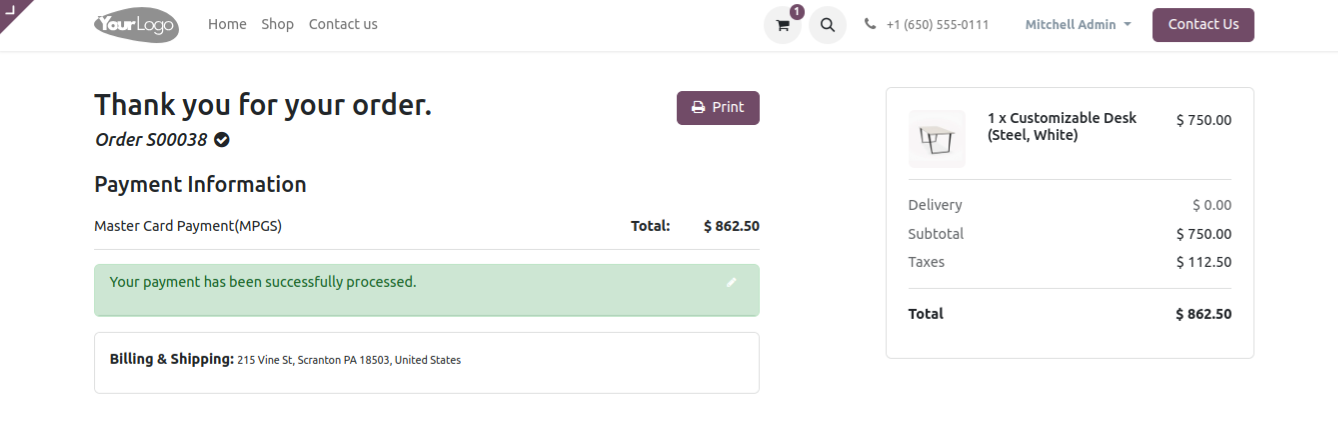 YourLogo
Home Shop Contact us
1
+1 (650) 555-0111
Mitchell Admin
Contact Us
Thank you for your order.
Print
Order S00038
Payment Information
Master Card Payment(MPGS) Total: $ 862.50
Your payment has been successfully processed.
Billing & Shipping: 215 Vine St, Scranton PA 18503, United States
1 x Customizable Desk $ 750.00
(Steel, White)
Delivery $ 0.00
Subtotal $ 750.00
Taxes $ 112.50
Total $ 862.50